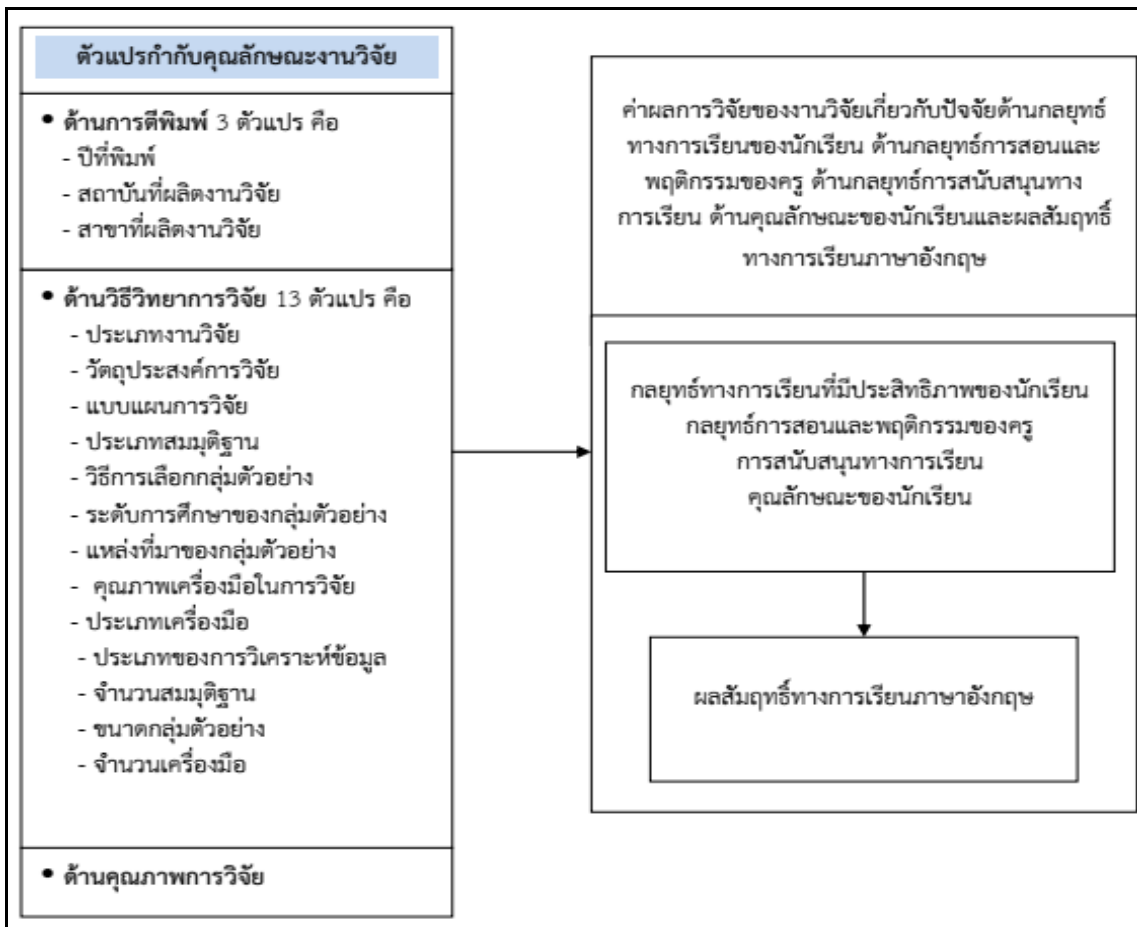 ตัวแปรกำกับคุณลักษณะงานวิจัย
• ด้านการตีพิมพ์ 3 ตัวแปร คือ
- ปีที่พิมพ์
- สถาบันที่ผลิตงานวิจัย
- สาขาที่ผลิตงานวิจัย
• ด้านวิธีวิทยาการวิจัย 13 ตัวแปร คือ
- ประเภทงานวิจัย
- วัตถุประสงค์การวิจัย
- แบบแผนการวิจัย
- ประเภทสมมุติฐาน
- วิธีการเลือกกลุ่มตัวอย่าง
- ระดับการศึกษาของกลุ่มตัวอย่าง
- แหล่งที่มาของกลุ่มตัวอย่าง
- คุณภาพเครื่องมือในการวิจัย
- ประเภทเครื่องมือ
- ประเภทของการวิเคราะห์ข้อมูล
- จำนวนสมมุติฐาน
- ขนาดกลุ่มตัวอย่าง
- จำนวนเครื่องมือ
• ด้านคุณภาพการวิจัย
ค่าผลการวิจัยของงานวิจัยเกี่ยวกับปัจจัยด้านกลยุทธ์
ทางการเรียนของนักเรียน ด้านกลยุทธ์การสอนและ
พฤติกรรมของครู ด้านกลยุทธ์การสนับสนุนทาง
การเรียน ด้านคุณลักษณะของนักเรียนและผลสัมฤทธิ์
ทางการเรียนภาษาอังกฤษ
กลยุทธ์ทางการเรียนที่มีประสิทธิภาพของนักเรียน
กลยุทธ์การสอนและพฤติกรรมของครู
การสนับสนุนทางการเรียน
คุณลักษณะของนักเรียน
ผลสัมฤทธิ์ทางการเรียนภาษาอังกฤษ